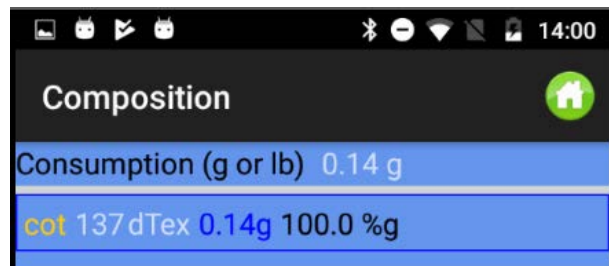 14:00
Composition
Consumption (g or lb) 0.14 g
cot 137 dTex 0.14g 100.0 %g